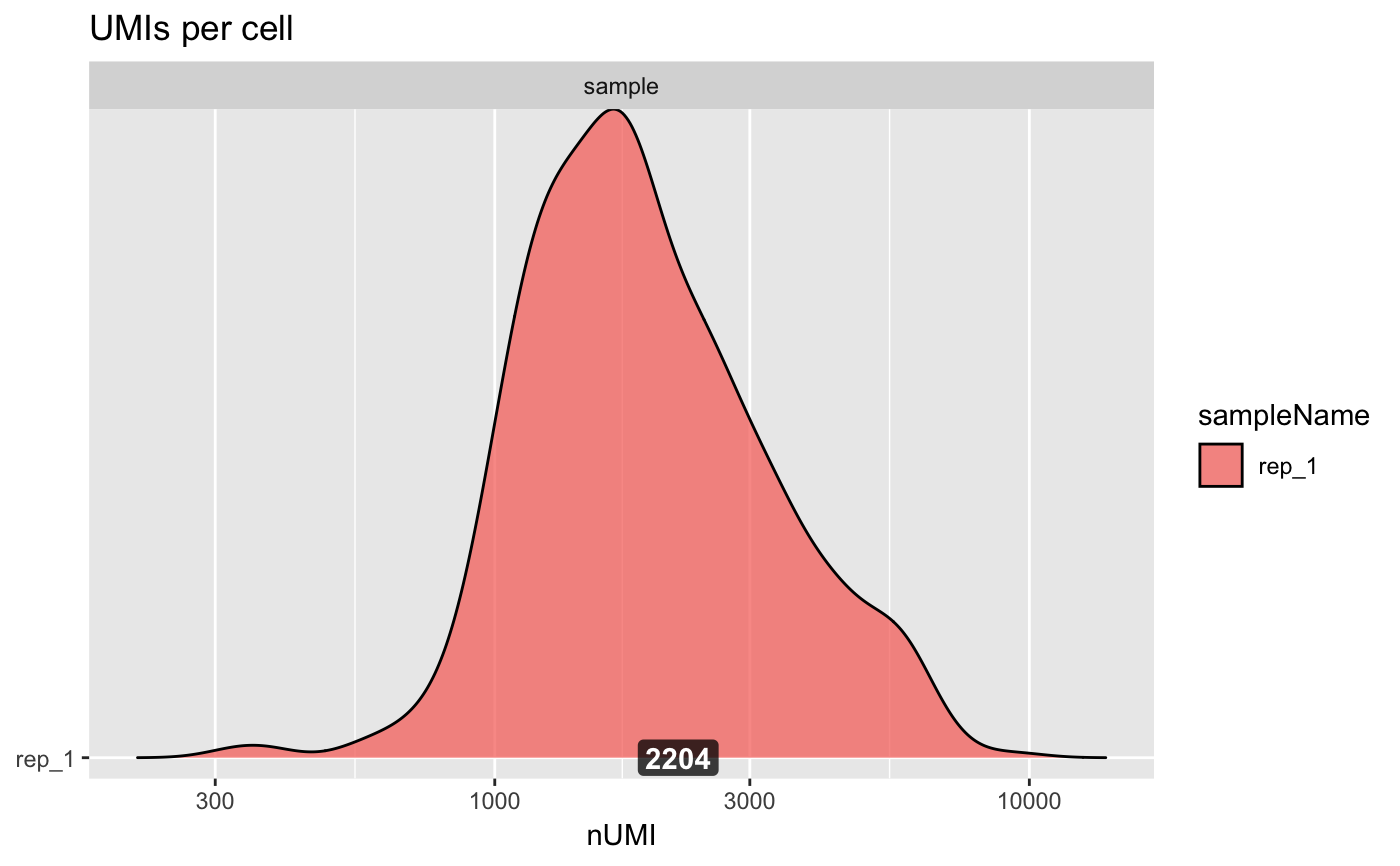 UMIs per cell
sample
sampleName
rep_1
rep_1
2204
300 1000 3000 10000
nUMI